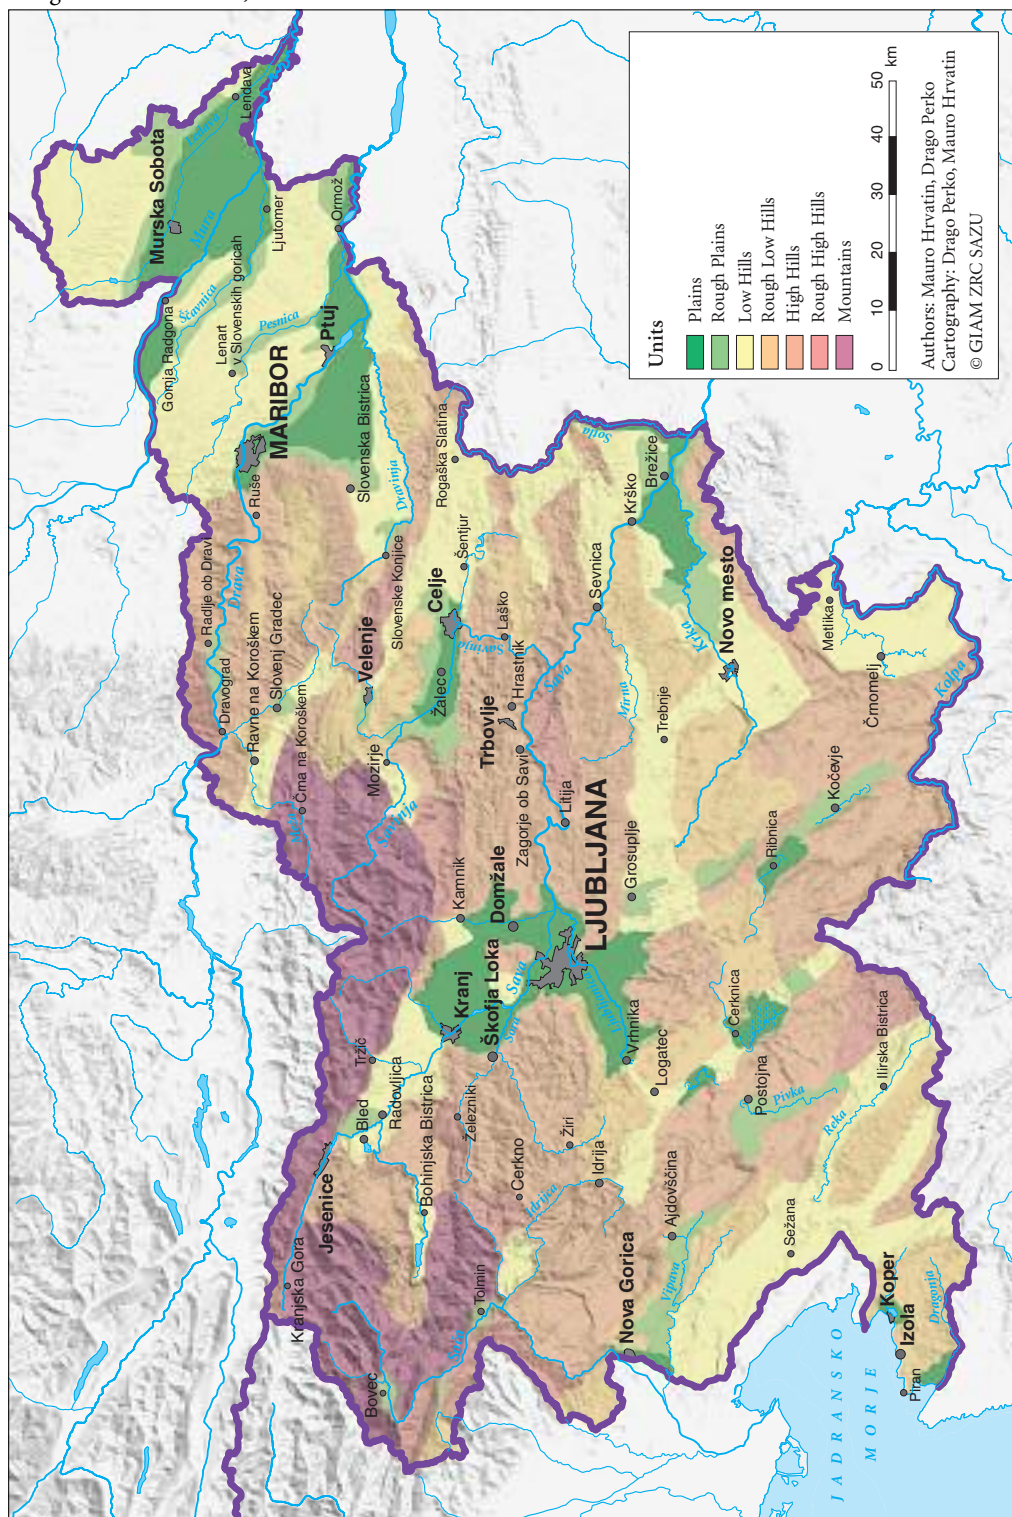 Murska Sobota
Lendava
Ledava
Mura
Ljutomer
Ormož
Gornja Radgona
Ščavnica
Lenart
v Slovenskih goricah
Pesnica
Ptuj
MARIBOR
Ruše
Slovenska Bistrica
Dravinja
Rogaška Slatina
Radlje ob Dravi
Drava
Dravograd
Ravne na Koroškem
Slovenj Gradec
Črna na Koroškem
Velenje
Slovenske Konjice
Celje
Šentjur
Žalec
Mozirje
Savinja
Savinja
Laško
Hrastnik
Trbovlje
Zagorje ob Savi
Sava
Litija
Sevnica
Krško
Brežice
Sotla
Mirna
Trebnje
Krka
Novo mesto
Metlika
Črnomelj
Kolpa
Kočevje
Ribnica
Grosuplje
LJUBLJANA
Domžale
Kamnik
Kranj
Škofja Loka
Sava
Sora
Ljubljanica
Vrhnika
Logatec
Cerknica
Postojna
Pivka
Ilirska Bistrica
Reka
Tržič
Radovljica
Bled
Jesenice
Kranjska Gora
Bohinjska Bistrica
Železniki
Žiri
Cerkno
Idrija
Idrijca
Tolmin
Soča
Bovec
Ajdovščina
Vipava
Nova Gorica
Sežana
Koper
Izola
Piran
Dragonja
JADRANSKO
MORJE
Units
Plains
Rough Plains
Low Hills
Rough Low Hills
High Hills
Rough High Hills
Mountains
0 10 20 30 40 50 km
Authors: Mauro Hrvatin, Drago Perko
Cartography: Drago Perko, Mauro Hrvatin
© GIAM ZRC SAZU